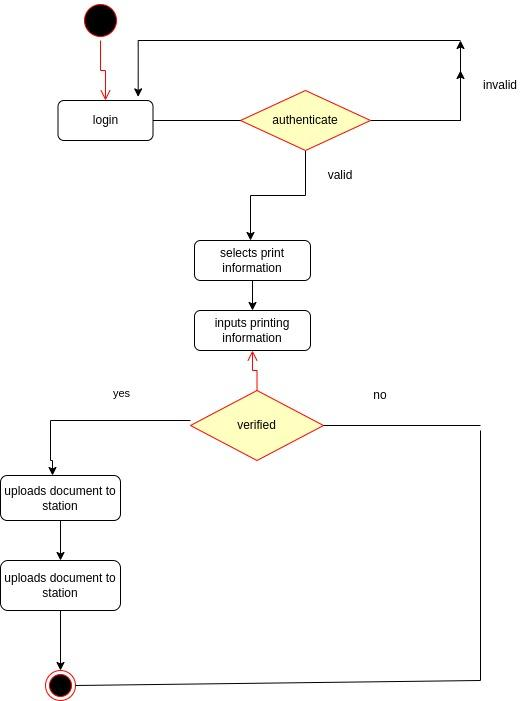 invalid
login
authenticate
valid
selects print
information
inputs printing
information
yes
no
verified
uploads document to
station
uploads document to
station